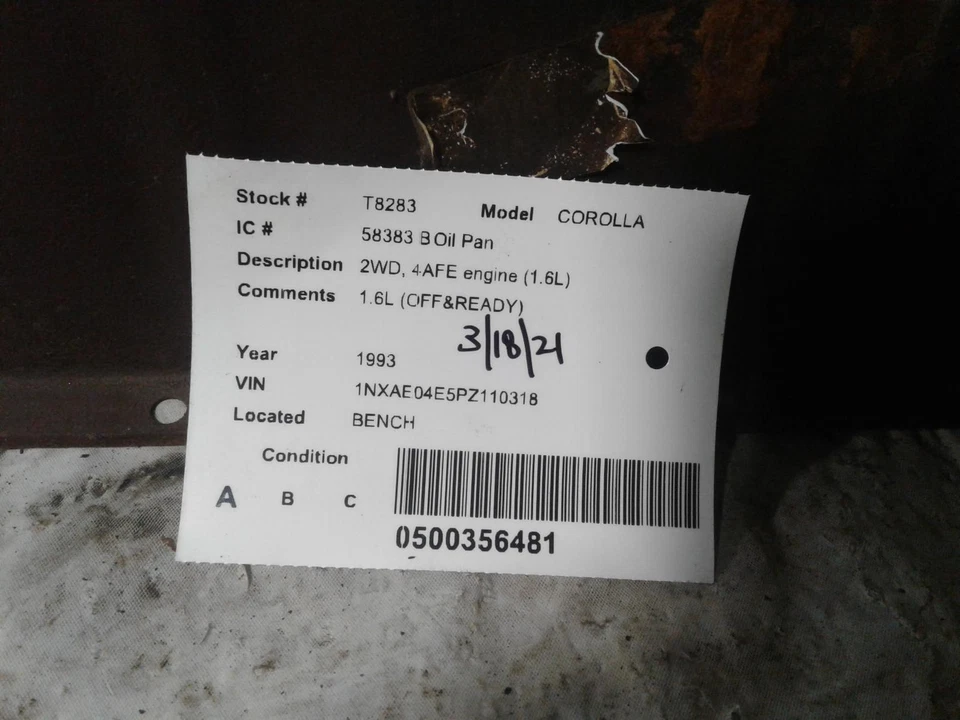 Stock # T8283 Model COROLLA
IC # 58383 B Oil Pan
Description 2WD, 4AFE engine (1.6L)
Comments 1.6L (OFF&READY)
3/18/21
Year 1993
VIN 1NXAE04E5PZ110318
Located BENCH
Condition
A B C
0500356481